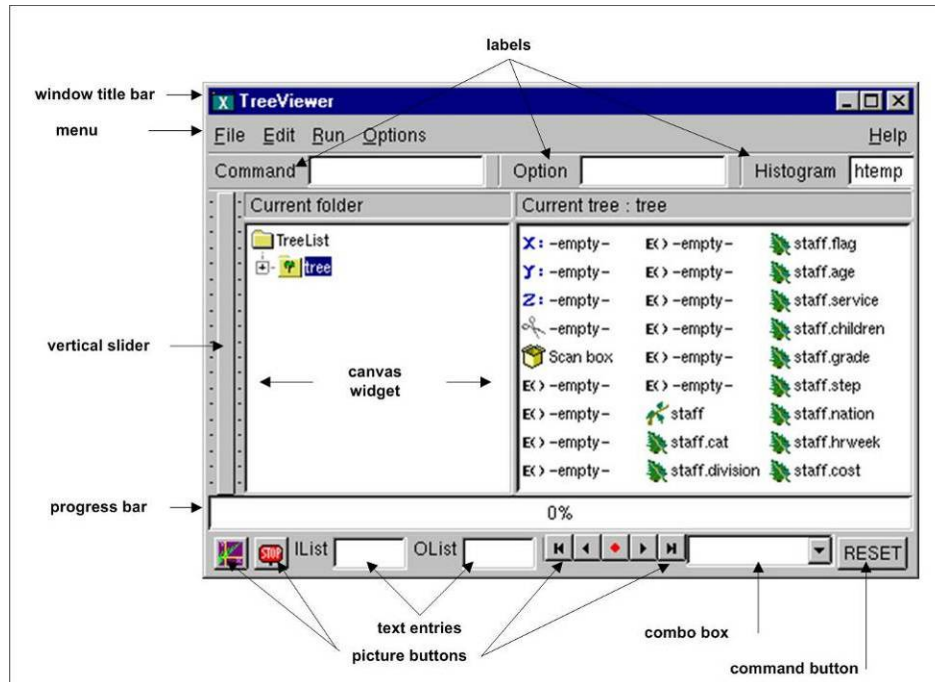 labels
window title bar
X TreeViewer
menu
File Edit Run Options Help
Command Option Histogram htemp
Current folder
Current tree : tree
TreeList
tree
X: -empty- E() -empty- staff.flag
Y: -empty- E() -empty- staff.age
Z: -empty- E() -empty- staff.service
-empty- E() -empty- staff.children
Scan box E() -empty- staff.grade
E() -empty- E() -empty- staff.step
E() -empty- staff staff.nation
E() -empty- staff.cat staff.hrweek
E() -empty- staff.division staff.cost
vertical slider
canvas
widget
progress bar
0%
STOP IList OList RESET
text entries
picture buttons
combo box
command button